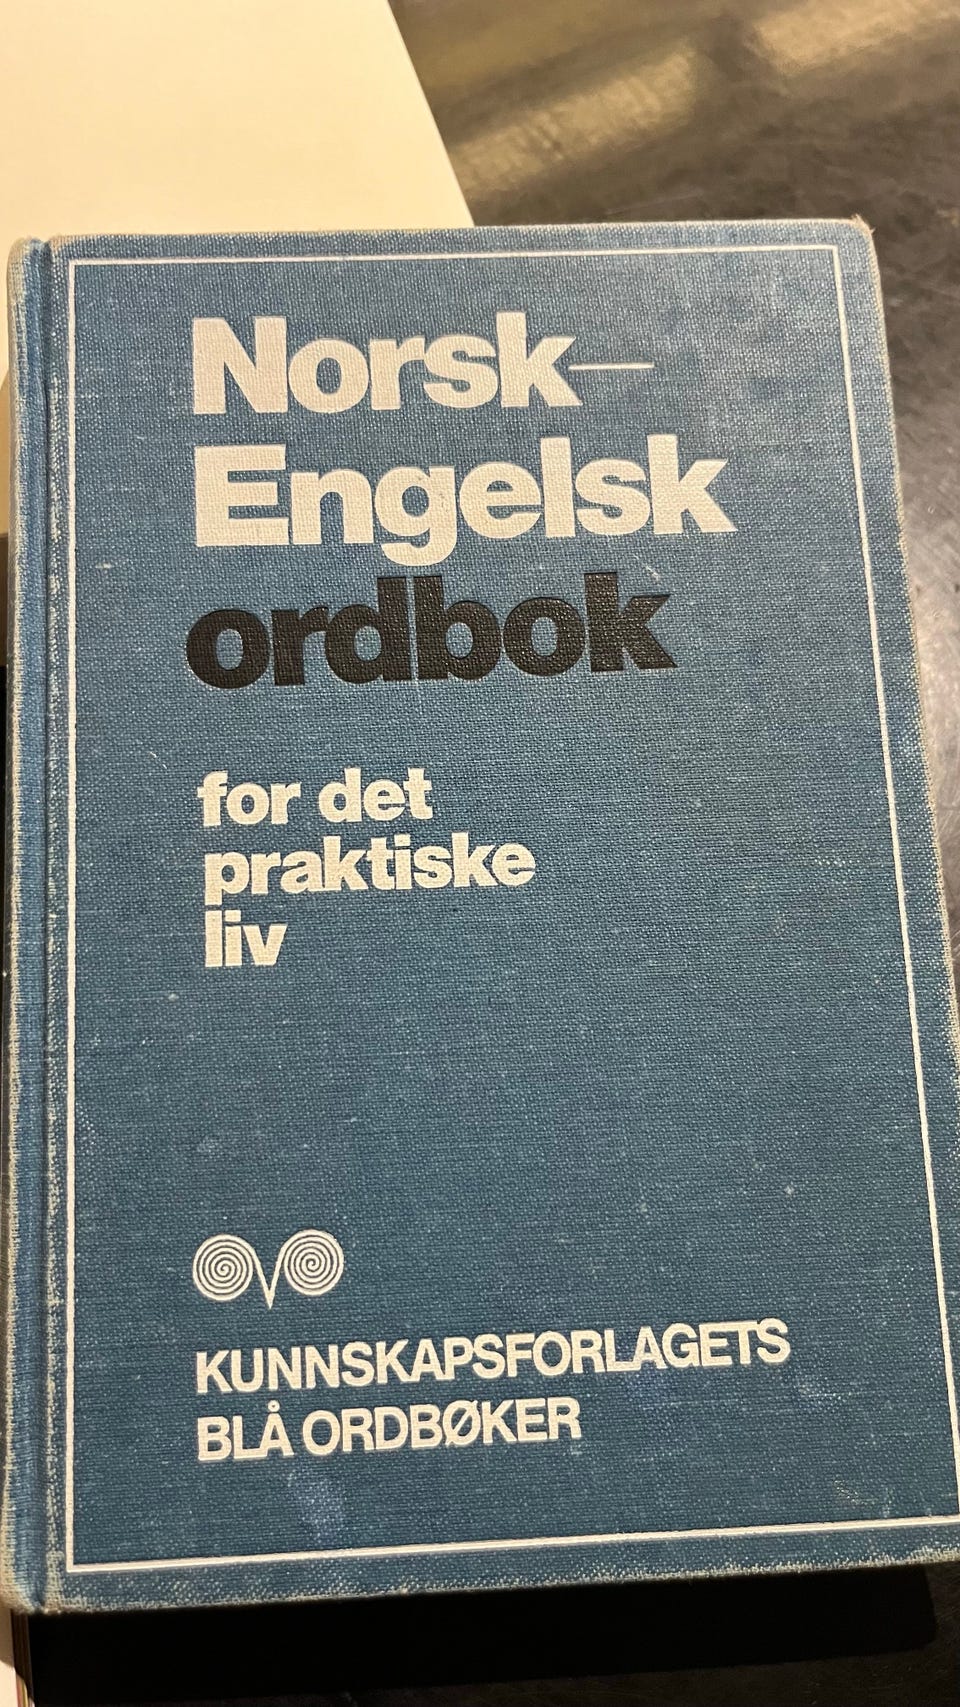 Norsk—
Engelsk
ordbok
for det
praktiske
liv
KUNNSKAPSFORLAGETS
BLÅ ORDBØKER